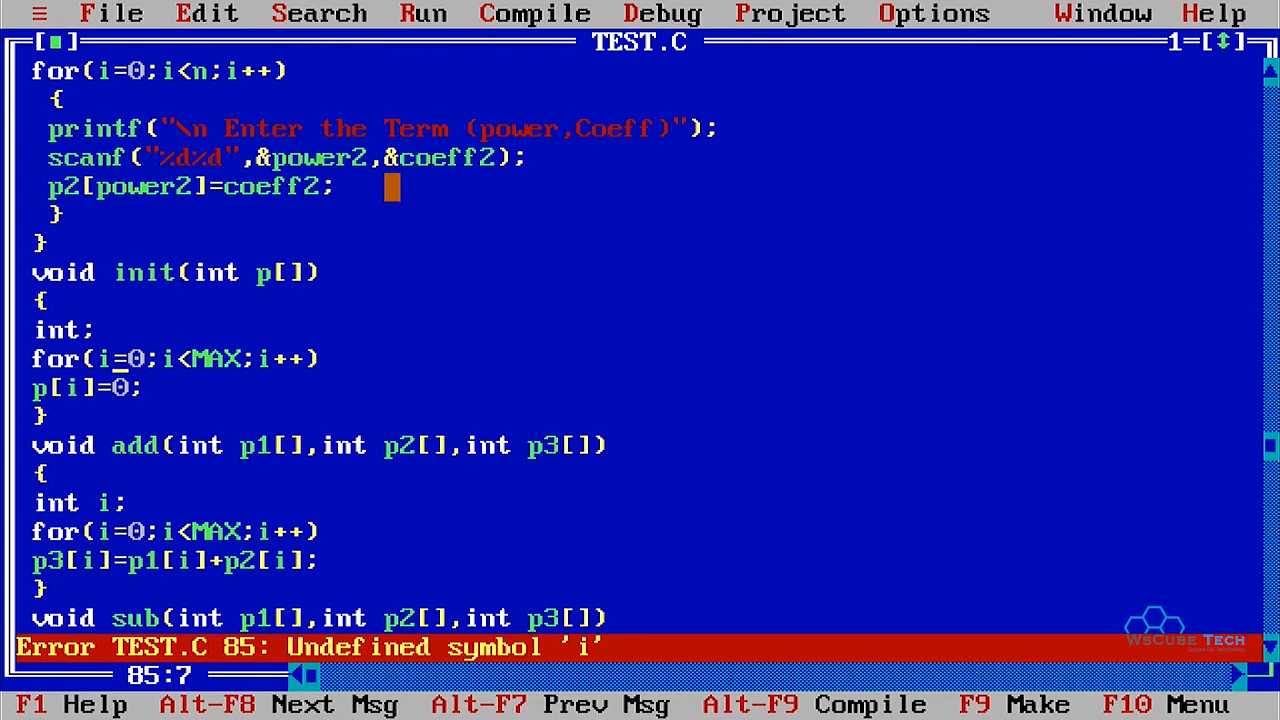 ≡ File Edit Search Run Compile Debug Project Options Window Help
[■] TEST.C 1=[↕]
for(i=0;i<n;i++)
{
printf("\n Enter the Term (power,Coeff)");
scanf("%d%d",&power2,&coeff2);
p2[power2]=coeff2;
}
}
void init(int p[])
{
int;
for(i=0;i<MAX;i++)
p[i]=0;
}
void add(int p1[],int p2[],int p3[])
{
int i;
for(i=0;i<MAX;i++)
p3[i]=p1[i]+p2[i];
}
void sub(int p1[],int p2[],int p3[])
WsCube Tech
Error TEST.C 85: Undefined symbol 'i'
85:7
F1 Help Alt-F8 Next Msg Alt-F7 Prev Msg Alt-F9 Compile F9 Make F10 Menu